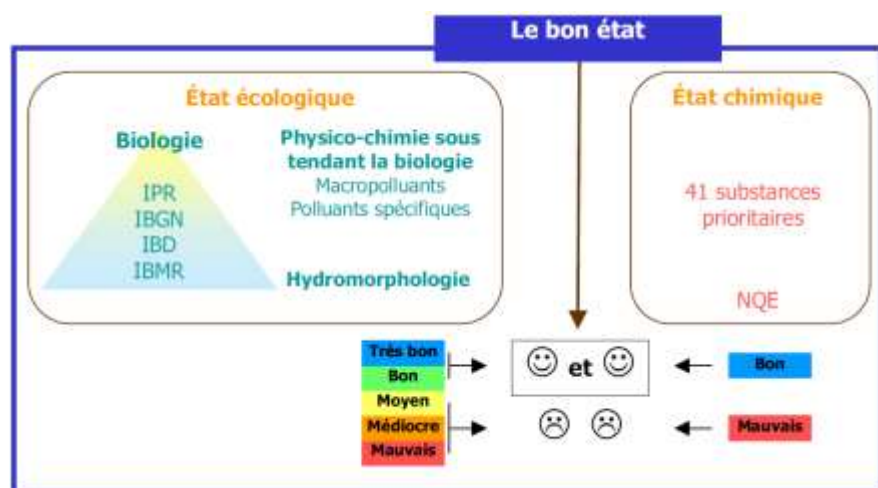 Le bon état
État écologique
Biologie
IPR
IBGN
IBD
IBMR
Physico-chimie sous
tendant la biologie
Macropolluants
Polluants spécifiques
Hydromorphologie
État chimique
41 substances
prioritaires
NQE
Très bon
Bon
Moyen
Médiocre
Mauvais
et
Bon
Mauvais